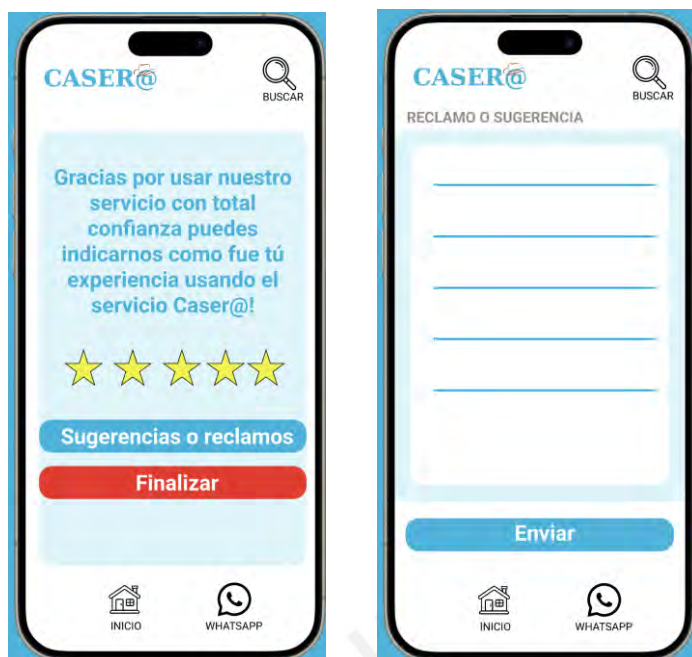 CASER@
BUSCAR
Gracias por usar nuestro
servicio con total
confianza puedes
indicarnos como fue tú
experiencia usando el
servicio Caser@!
Sugerencias o reclamos
Finalizar
INICIO
WHATSAPP
CASER@
BUSCAR
RECLAMO O SUGERENCIA
Enviar
INICIO
WHATSAPP